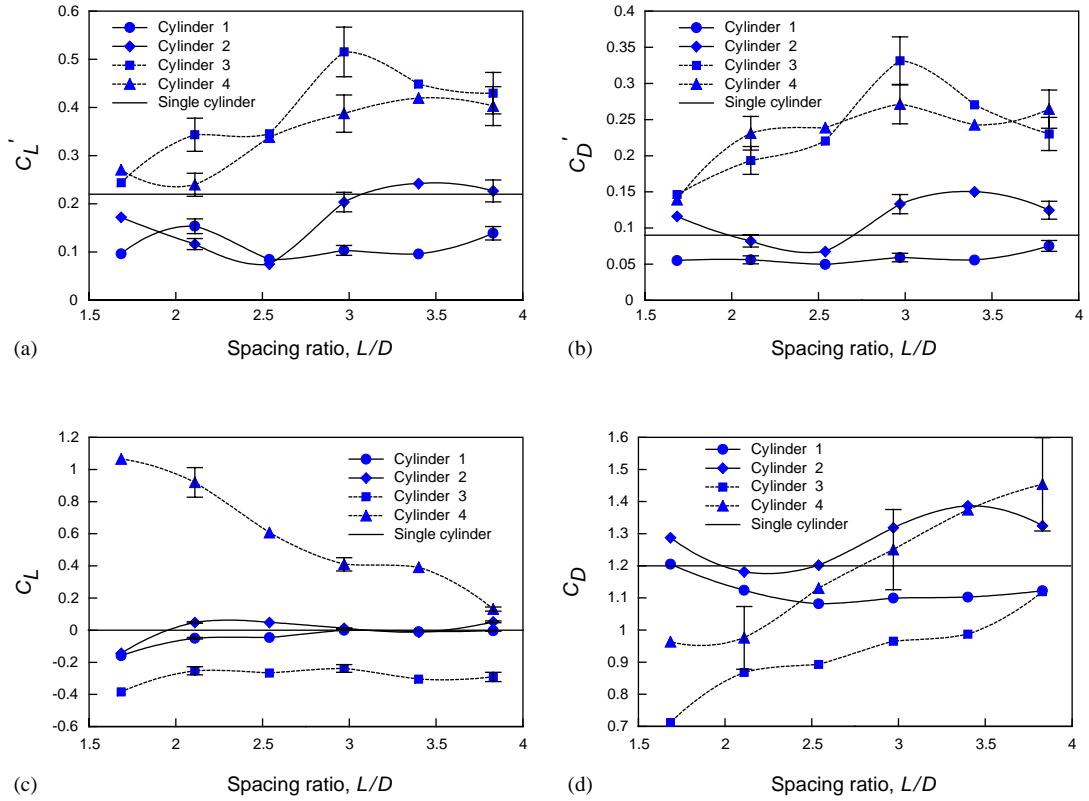 0.6
0.5
0.4
0.3
0.2
0.1
0
1.5 2 2.5 3 3.5 4
CL'
Cylinder 1
Cylinder 2
Cylinder 3
Cylinder 4
Single cylinder
(a)
Spacing ratio, L/D
0.4
0.35
0.3
0.25
0.2
0.15
0.1
0.05
0
1.5 2 2.5 3 3.5 4
CD'
Cylinder 1
Cylinder 2
Cylinder 3
Cylinder 4
Single cylinder
(b)
Spacing ratio, L/D
1.2
1
0.8
0.6
0.4
0.2
0
-0.2
-0.4
-0.6
1.5 2 2.5 3 3.5 4
CL
Cylinder 1
Cylinder 2
Cylinder 3
Cylinder 4
Single cylinder
(c)
Spacing ratio, L/D
1.6
1.5
1.4
1.3
1.2
1.1
1
0.9
0.8
0.7
1.5 2 2.5 3 3.5 4
CD
Cylinder 1
Cylinder 2
Cylinder 3
Cylinder 4
Single cylinder
(d)
Spacing ratio, L/D